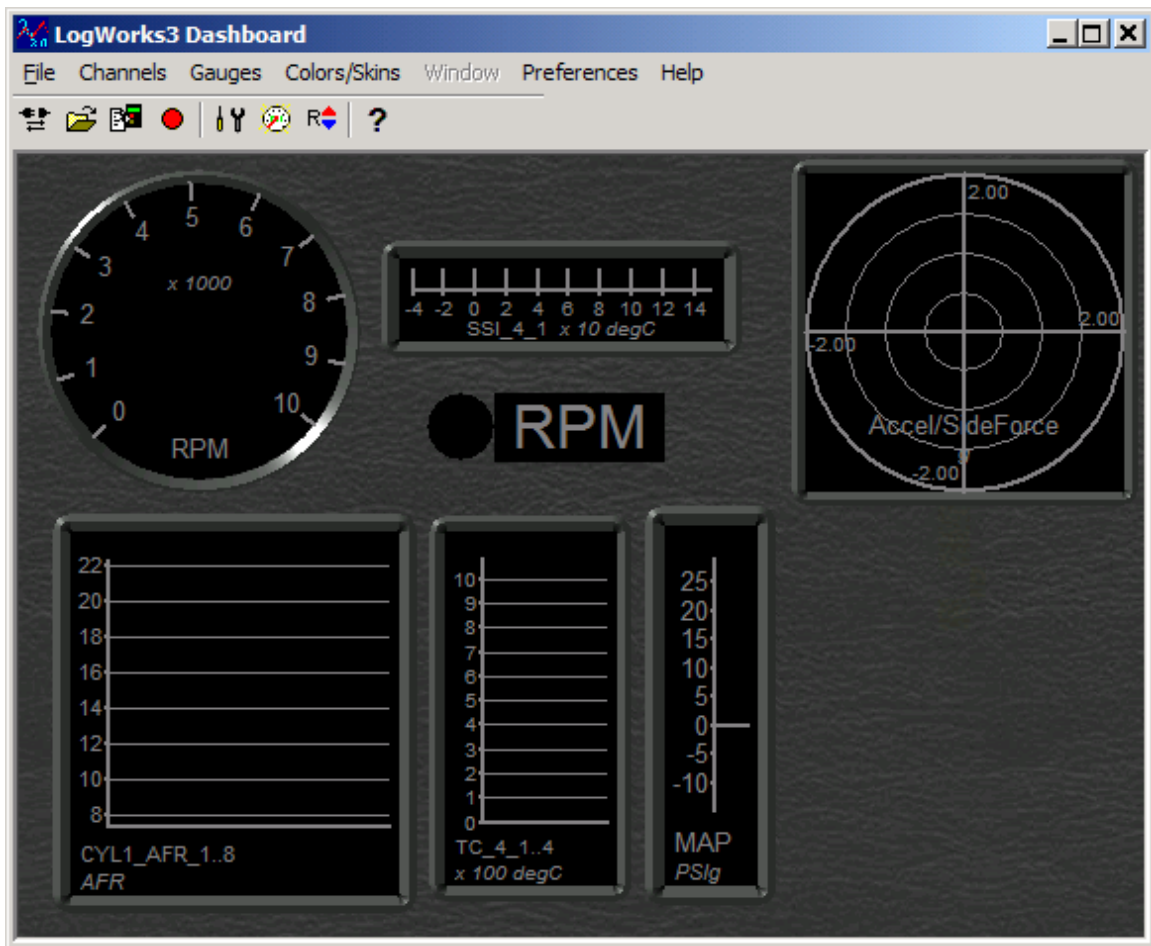 LogWorks3 Dashboard
File Channels Gauges Colors/Skins Window Preferences Help
R ?
0 1 2 3 4 5 6 7 8 9 10
x 1000
RPM
-4 -2 0 2 4 6 8 10 12 14
SSI_4_1 x 10 degC
RPM
2.00
2.00
-2.00
Accel/SideForce
g
-2.00
22
20
18
16
14
12
10
8
CYL1_AFR_1..8
AFR
10
9
8
7
6
5
4
3
2
1
0
TC_4_1..4
x 100 degC
25
20
15
10
5
0
-5
-10
MAP
PSIg